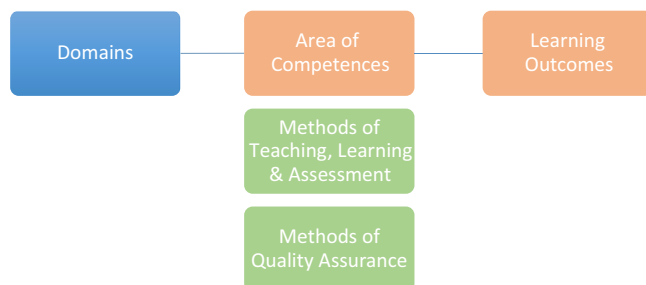 Domains
Area of
Competences
Learning
Outcomes
Methods of
Teaching, Learning
& Assessment
Methods of
Quality Assurance